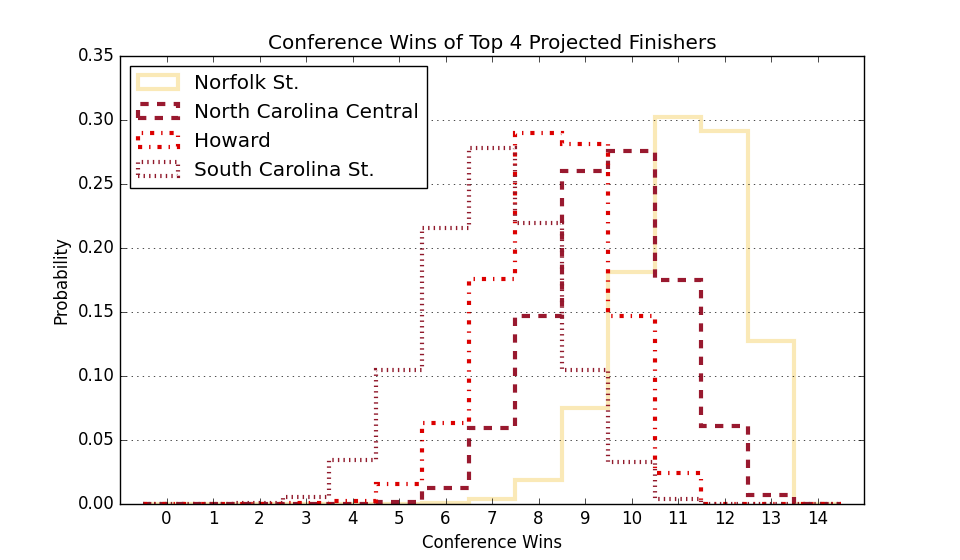 Conference Wins of Top 4 Projected Finishers
Norfolk St.
North Carolina Central
Howard
South Carolina St.
Probability
0.35
0.30
0.25
0.20
0.15
0.10
0.05
0.00
0 1 2 3 4 5 6 7 8 9 10 11 12 13 14
Conference Wins